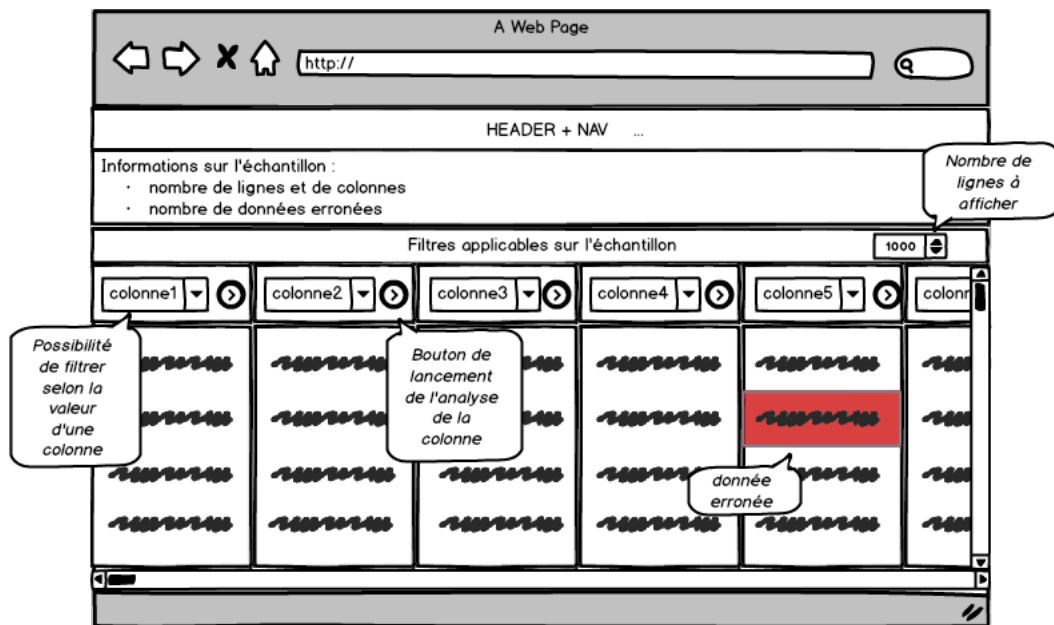 A Web Page
http://
HEADER + NAV ...
Informations sur l'échantillon :
· nombre de lignes et de colonnes
· nombre de données erronées
Nombre de
lignes à
afficher
Filtres applicables sur l'échantillon
1000
colonne1
colonne2
colonne3
colonne4
colonne5
colonn
Possibilité
de filtrer
selon la
valeur
d'une
colonne
Bouton de
lancement
de l'analyse
de la
colonne
donnée
erronée